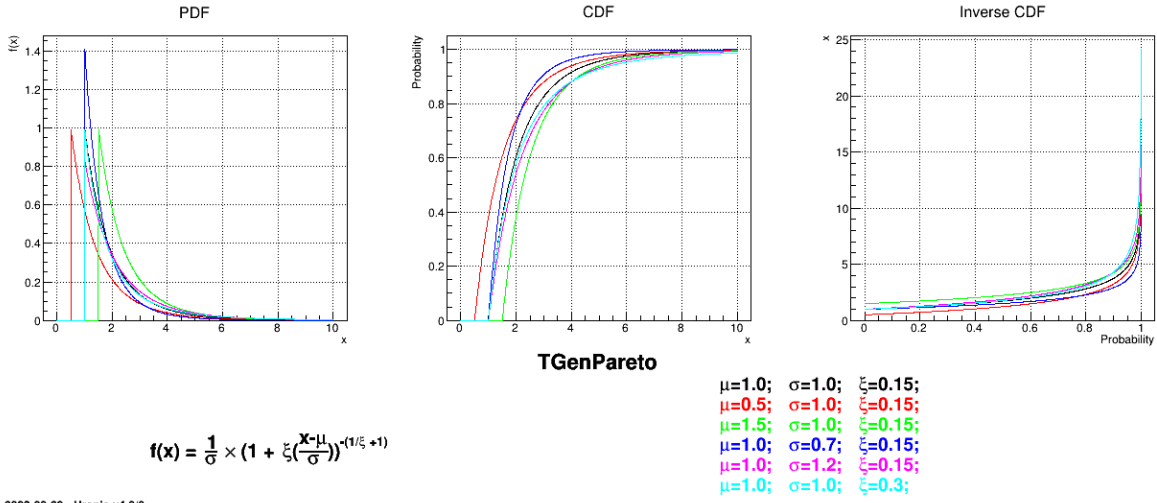 PDF
CDF
Inverse CDF
f(x)
1.4
1.2
1
0.8
0.6
0.4
0.2
0
0 2 4 6 8 10
x
Probability
1
0.8
0.6
0.4
0.2
0
0 2 4 6 8 10
x
x
25
20
15
10
5
0
0 0.2 0.4 0.6 0.8 1
Probability
TGenPareto
μ=1.0; σ=1.0; ξ=0.15;
μ=0.5; σ=1.0; ξ=0.15;
μ=1.5; σ=1.0; ξ=0.15;
μ=1.0; σ=0.7; ξ=0.15;
μ=1.0; σ=1.2; ξ=0.15;
μ=1.0; σ=1.0; ξ=0.3;
f(x) = 1/σ × (1 + ξ(x-μ/σ))^-(1/ξ +1)